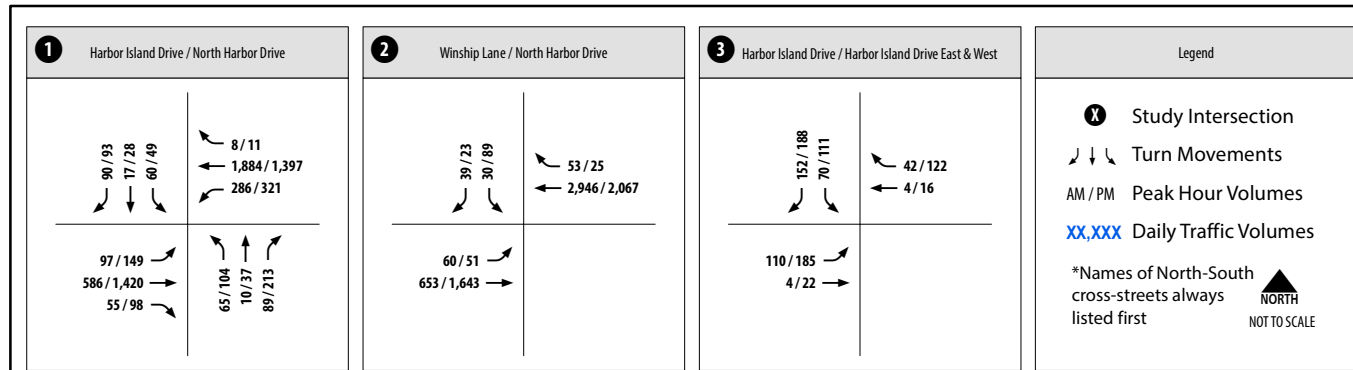 1
Harbor Island Drive / North Harbor Drive
90 / 93
17 / 28
60 / 49
8 / 11
1,884 / 1,397
286 / 321
97 / 149
586 / 1,420
55 / 98
65 / 104
10 / 37
89 / 213
2
Winship Lane / North Harbor Drive
39 / 23
30 / 89
53 / 25
2,946 / 2,067
60 / 51
653 / 1,643
3
Harbor Island Drive / Harbor Island Drive East & West
152 / 188
70 / 111
42 / 122
4 / 16
110 / 185
4 / 22
Legend
X Study Intersection
Turn Movements
AM / PM Peak Hour Volumes
XX,XXX Daily Traffic Volumes
*Names of North-South
cross-streets always
listed first
NORTH
NOT TO SCALE